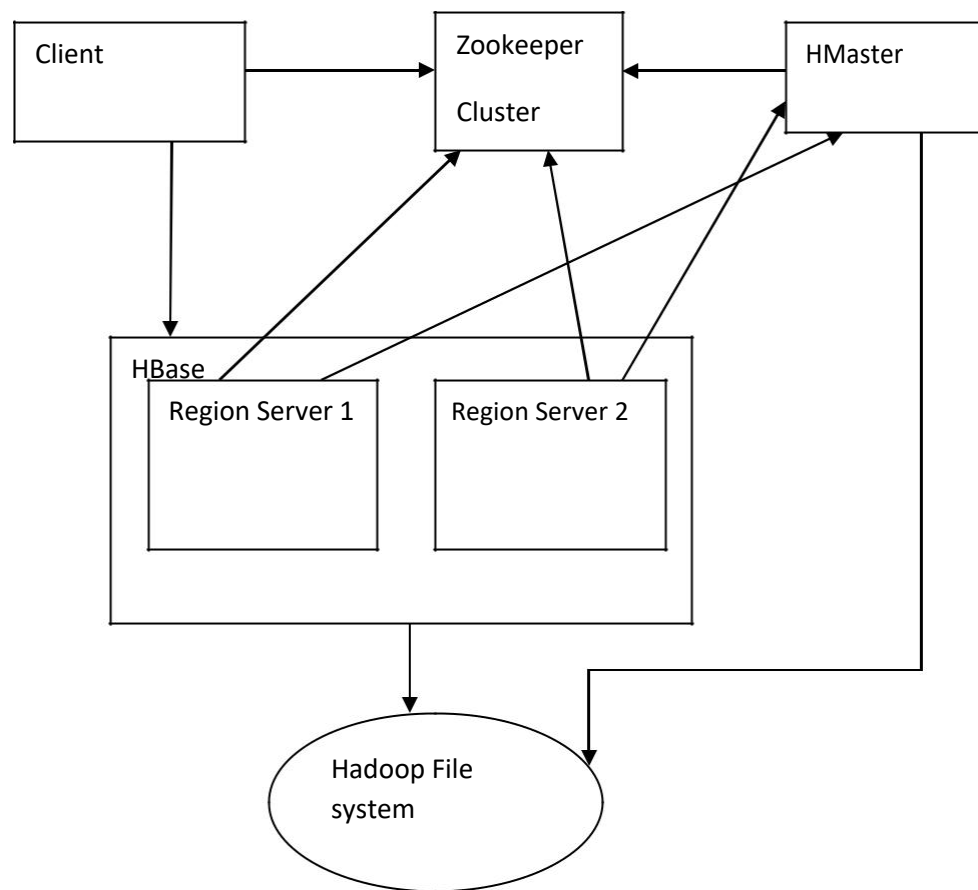 Client
Zookeeper
Cluster
HMaster
HBase
Region Server 1
Region Server 2
Hadoop File
system